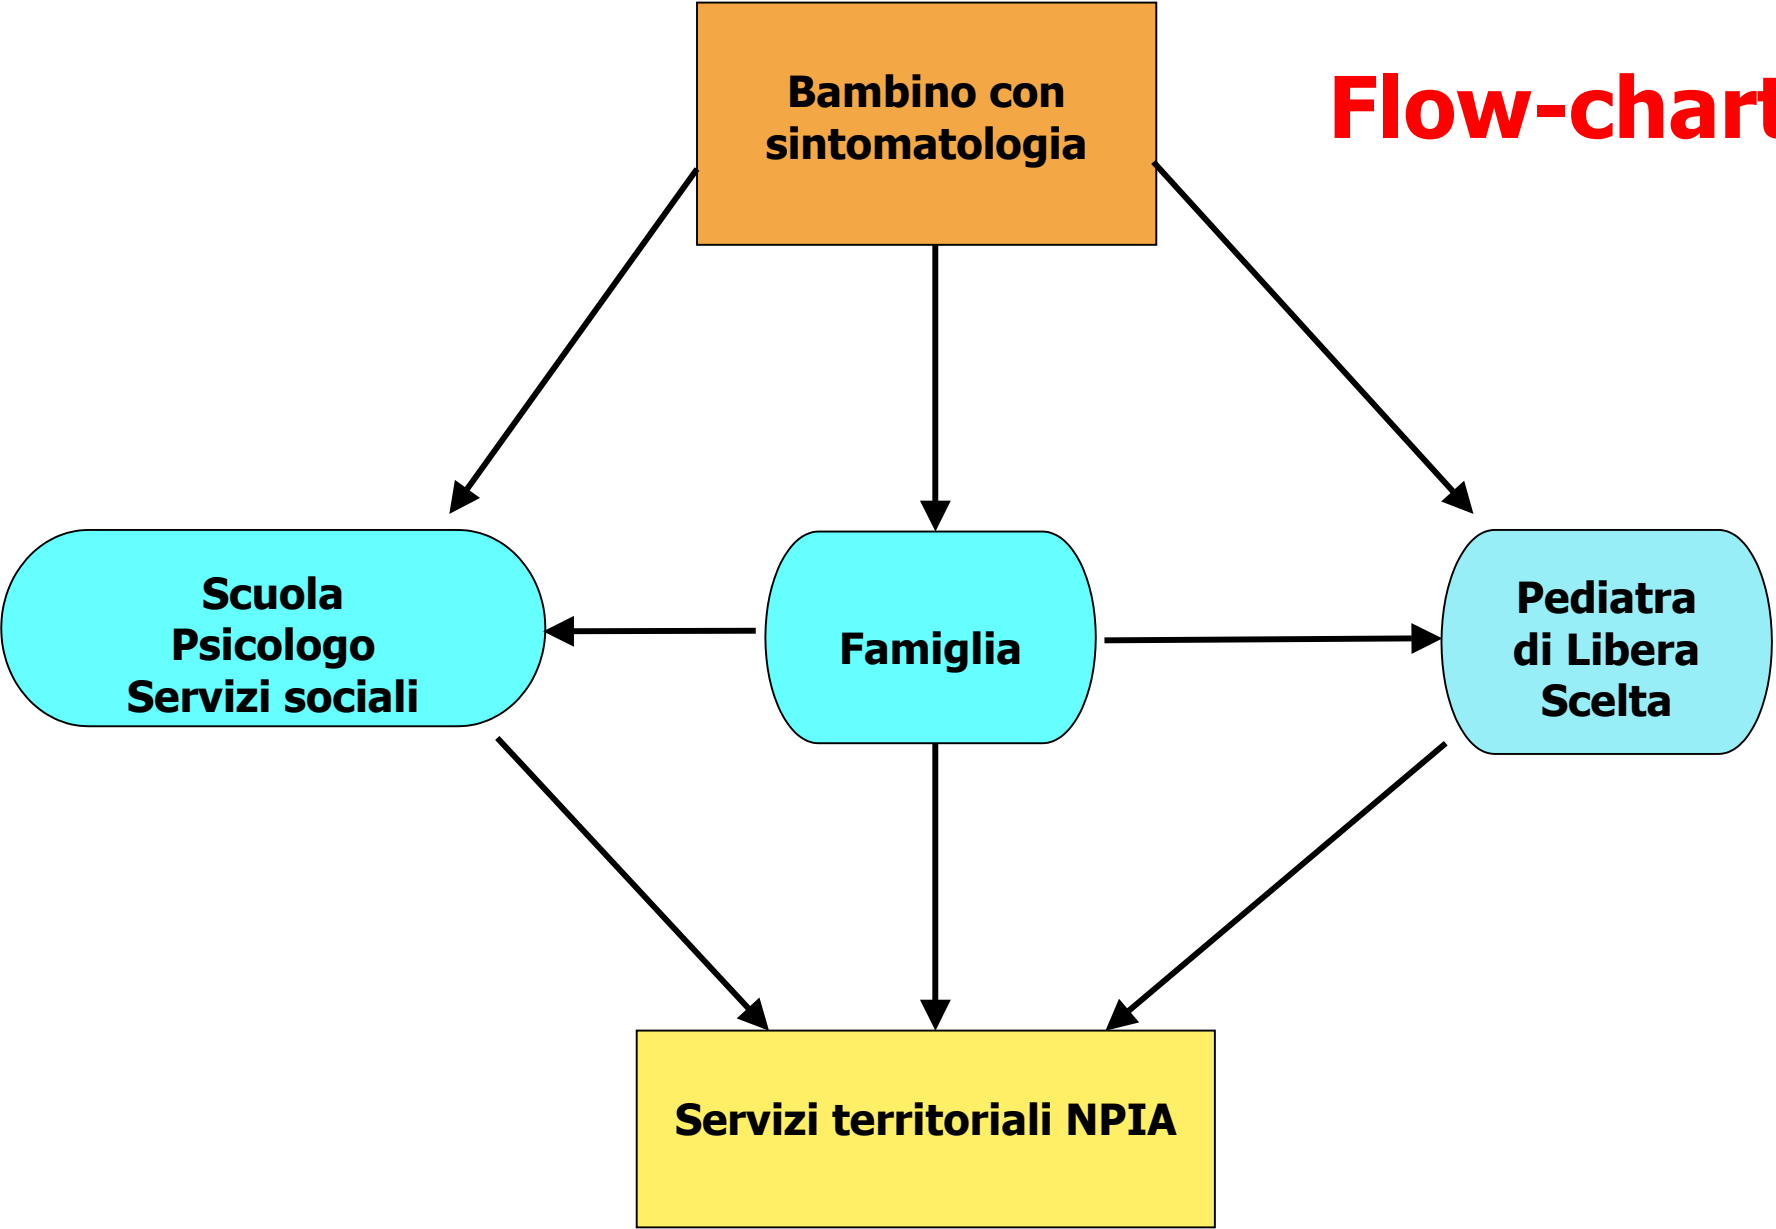 Flow-chart
Bambino con
sintomatologia
Scuola
Psicologo
Servizi sociali
Famiglia
Pediatra
di Libera
Scelta
Servizi territoriali NPIA